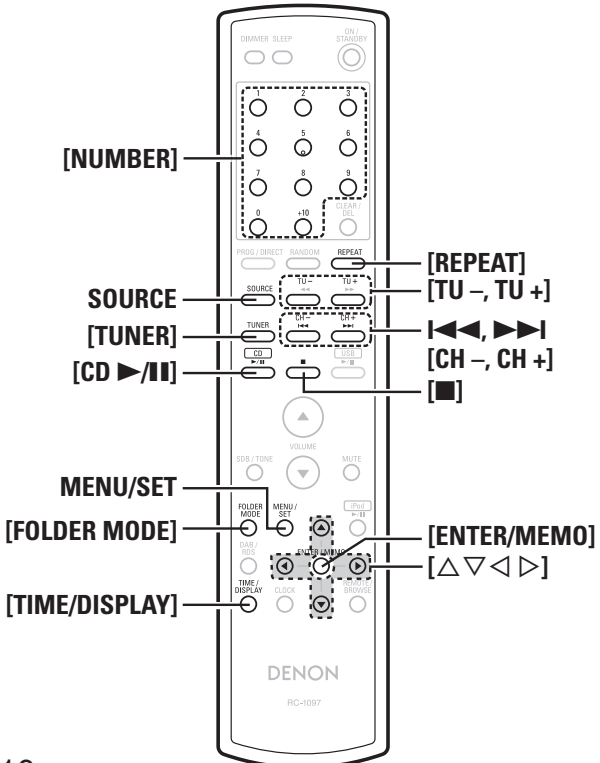 DIMMER SLEEP
ON / STANDBY
1 2 3
4 5 6
[NUMBER]
7 8 9
CLEAR / DEL
0 +10
PROG / DIRECT RANDOM REPEAT
[REPEAT]
SOURCE TU – TU +
SOURCE
[TU –, TU +]
TUNER CH – CH +
[TUNER]
[CH –, CH +]
CD USB
[CD ►/❚❚]
[■]
VOLUME
SDB / TONE MUTE
MENU/SET
FOLDER MODE MENU / SET iPod
[FOLDER MODE]
ENTER / MEMO
[ENTER/MEMO]
DAB / RDS
[△▽◁ ▷]
TIME / DISPLAY CLOCK BROWSE
[TIME/DISPLAY]
DENON
RC-1097